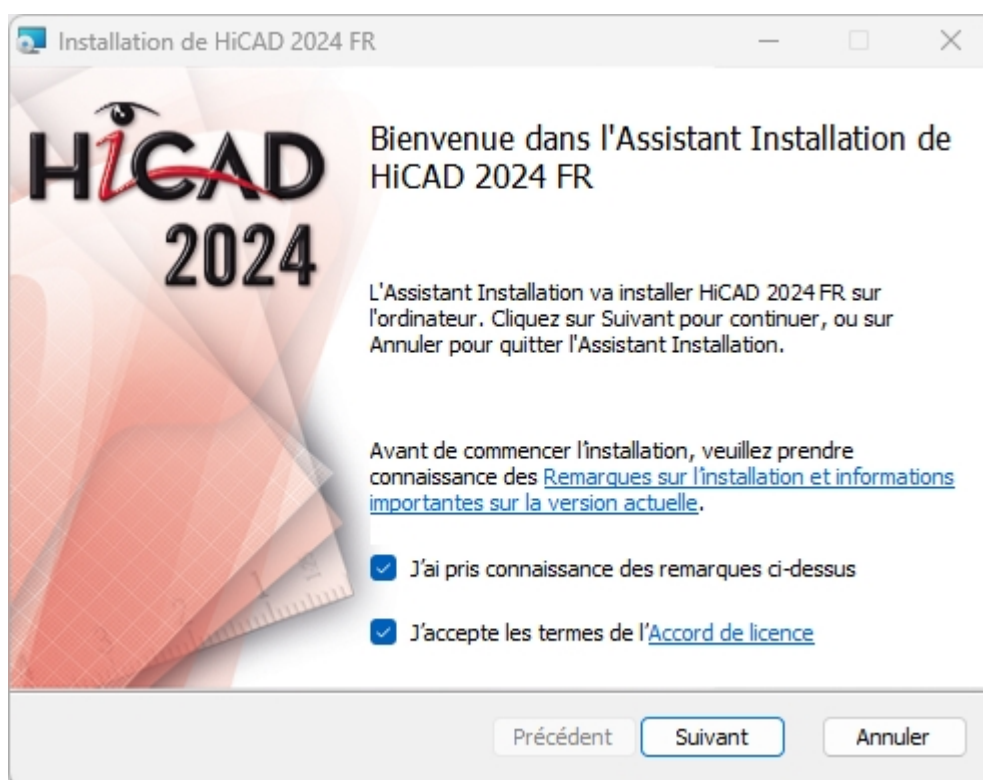 Installation de HiCAD 2024 FR
HiCAD
2024
Bienvenue dans l'Assistant Installation de
HiCAD 2024 FR
L'Assistant Installation va installer HiCAD 2024 FR sur
l'ordinateur. Cliquez sur Suivant pour continuer, ou sur
Annuler pour quitter l'Assistant Installation.
Avant de commencer l'installation, veuillez prendre
connaissance des Remarques sur l'installation et informations
importantes sur la version actuelle.
J'ai pris connaissance des remarques ci-dessus
J'accepte les termes de l'Accord de licence
Précédent Suivant Annuler